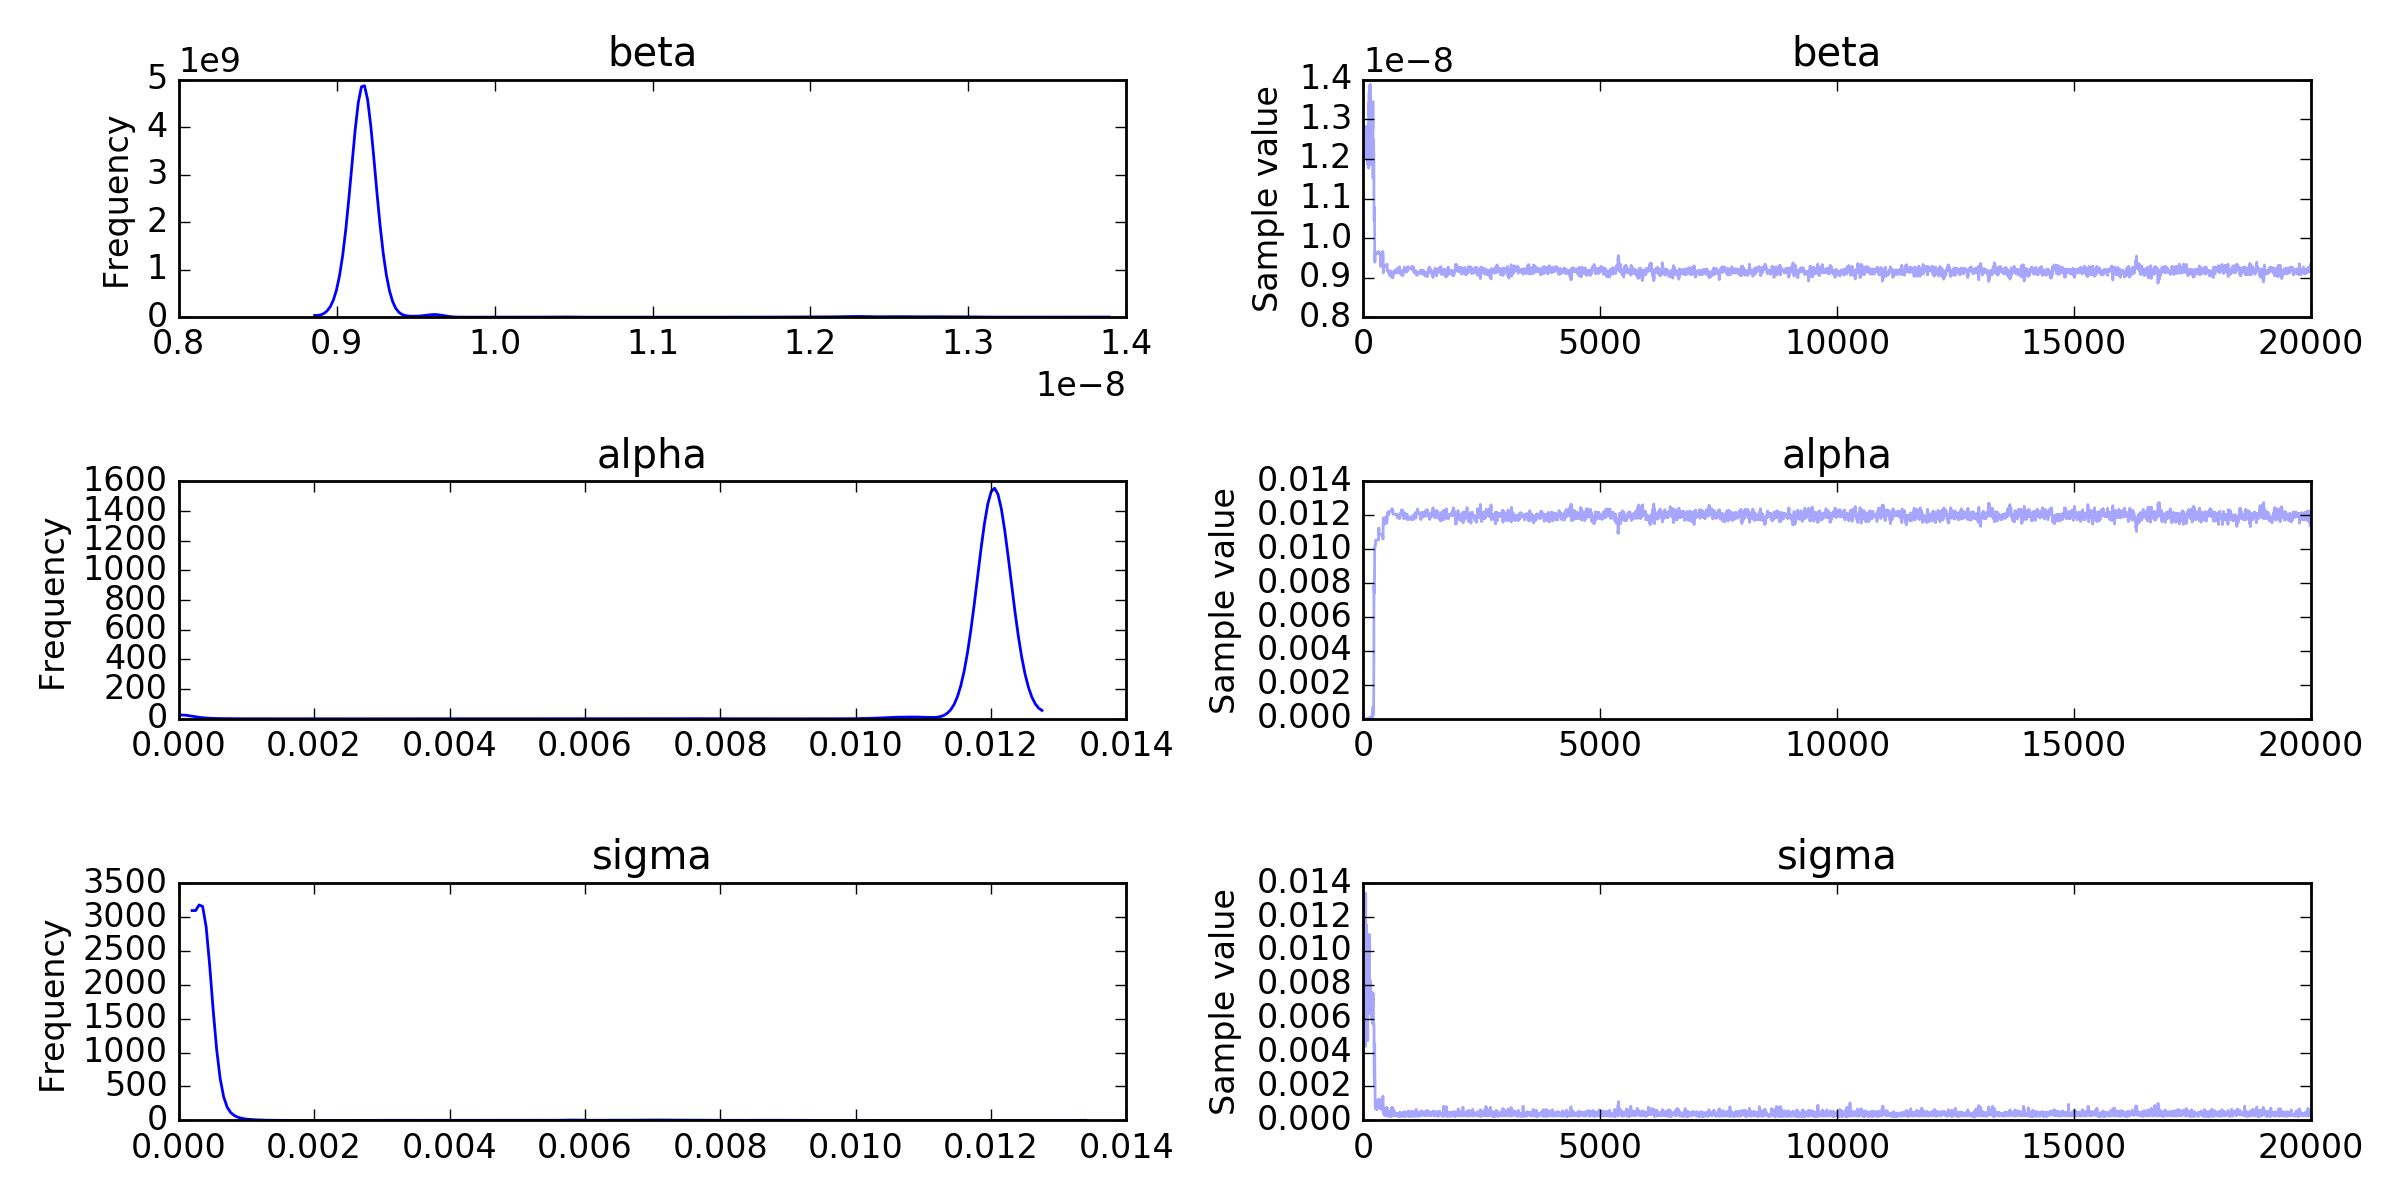 beta
1e9
5
4
3
2
1
0
Frequency
0.8 0.9 1.0 1.1 1.2 1.3 1.4
1e−8
beta
1e−8
1.4
1.3
1.2
1.1
1.0
0.9
0.8
Sample value
0 5000 10000 15000 20000
alpha
1600
1400
1200
1000
800
600
400
200
0
Frequency
0.000 0.002 0.004 0.006 0.008 0.010 0.012 0.014
alpha
0.014
0.012
0.010
0.008
0.006
0.004
0.002
0.000
Sample value
0 5000 10000 15000 20000
sigma
3500
3000
2500
2000
1500
1000
500
0
Frequency
0.000 0.002 0.004 0.006 0.008 0.010 0.012 0.014
sigma
0.014
0.012
0.010
0.008
0.006
0.004
0.002
0.000
Sample value
0 5000 10000 15000 20000